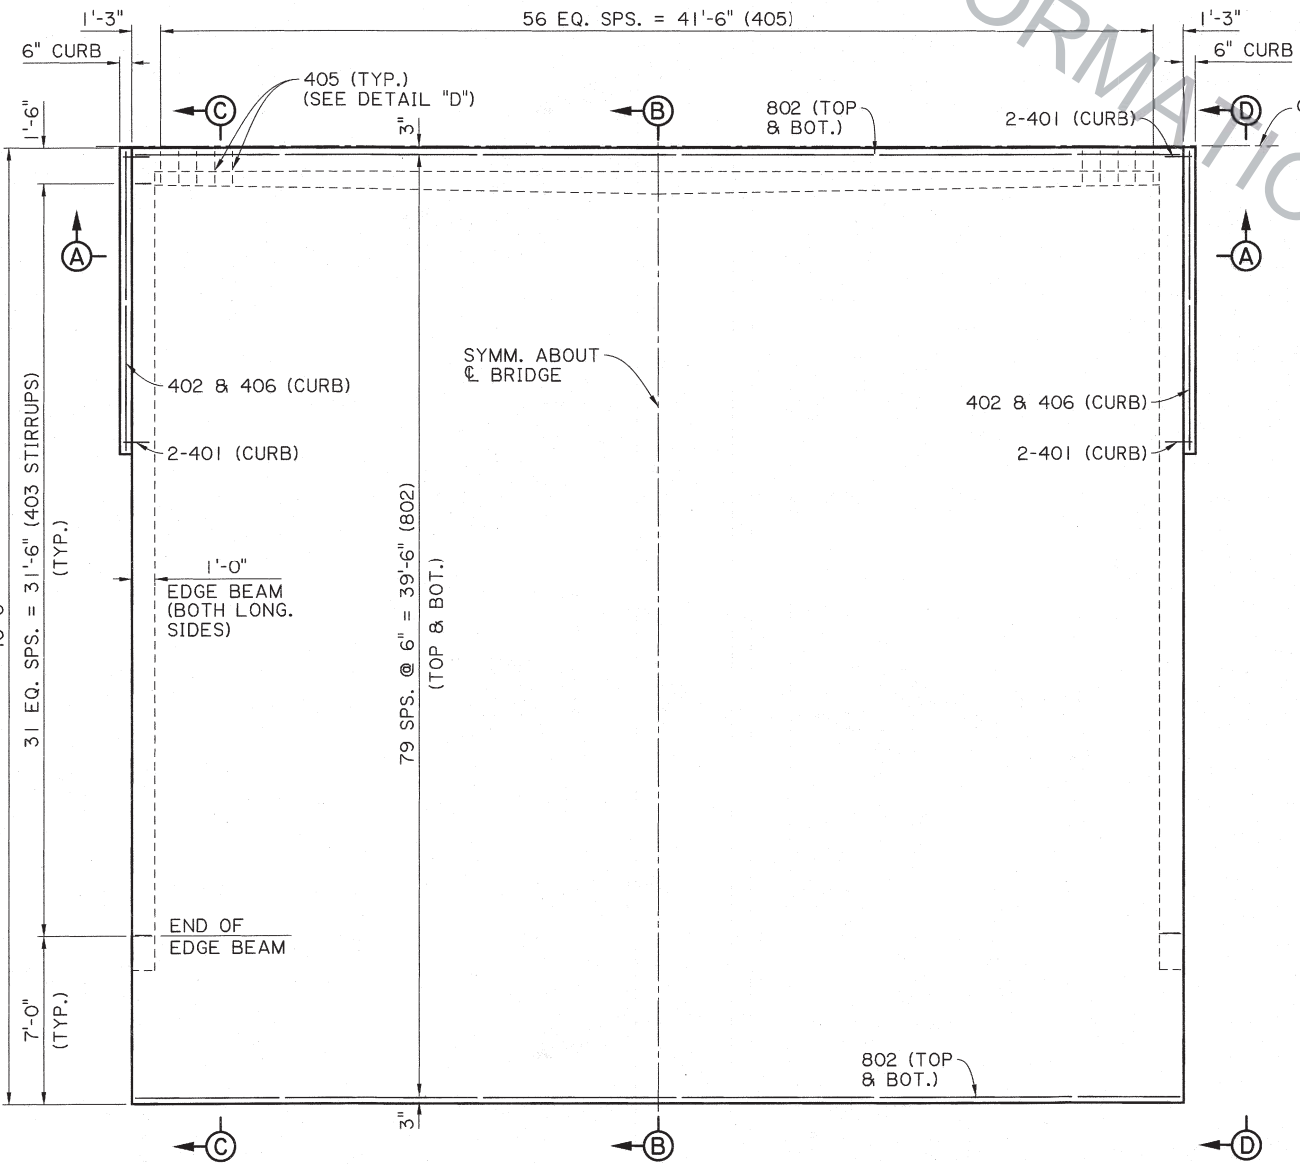 1'-3"
56 EQ. SPS. = 41'-6" (405)
1'-3"
6" CURB
6" CURB
ORMATIO
405 (TYP.)
(SEE DETAIL "D")
1'-6"
C
3"
B
802 (TOP
& BOT.)
2-401 (CURB)
D
A
A
SYMM. ABOUT
℄ BRIDGE
402 & 406 (CURB)
402 & 406 (CURB)
2-401 (CURB)
2-401 (CURB)
31 EQ. SPS. = 31'-6" (403 STIRRUPS)
(TYP.)
79 SPS. @ 6" = 39'-6" (802)
(TOP & BOT.)
1'-0"
EDGE BEAM
(BOTH LONG.
SIDES)
END OF
EDGE BEAM
7'-0"
(TYP.)
802 (TOP
& BOT.)
3"
C
B
D